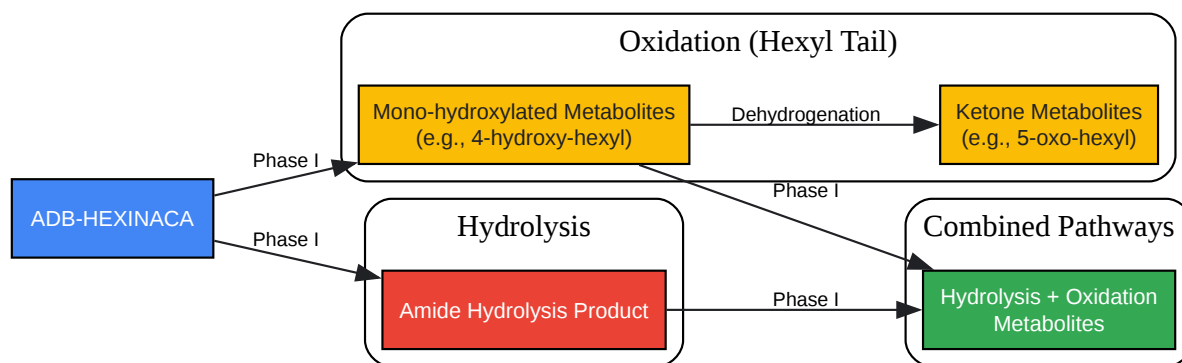 Oxidation (Hexyl Tail)
Mono-hydroxylated Metabolites
(e.g., 4-hydroxy-hexyl)
Dehydrogenation
Ketone Metabolites
(e.g., 5-oxo-hexyl)
Phase I
ADB-HEXINACA
Phase I
Phase I
Hydrolysis
Amide Hydrolysis Product
Phase I
Combined Pathways
Hydrolysis + Oxidation
Metabolites